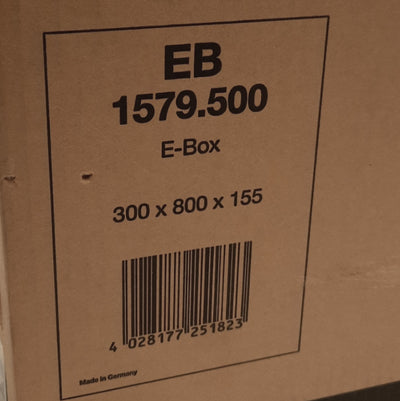 EB
1579.500
E-Box
300 x 800 x 155
4 028177 251823
Made in Germany